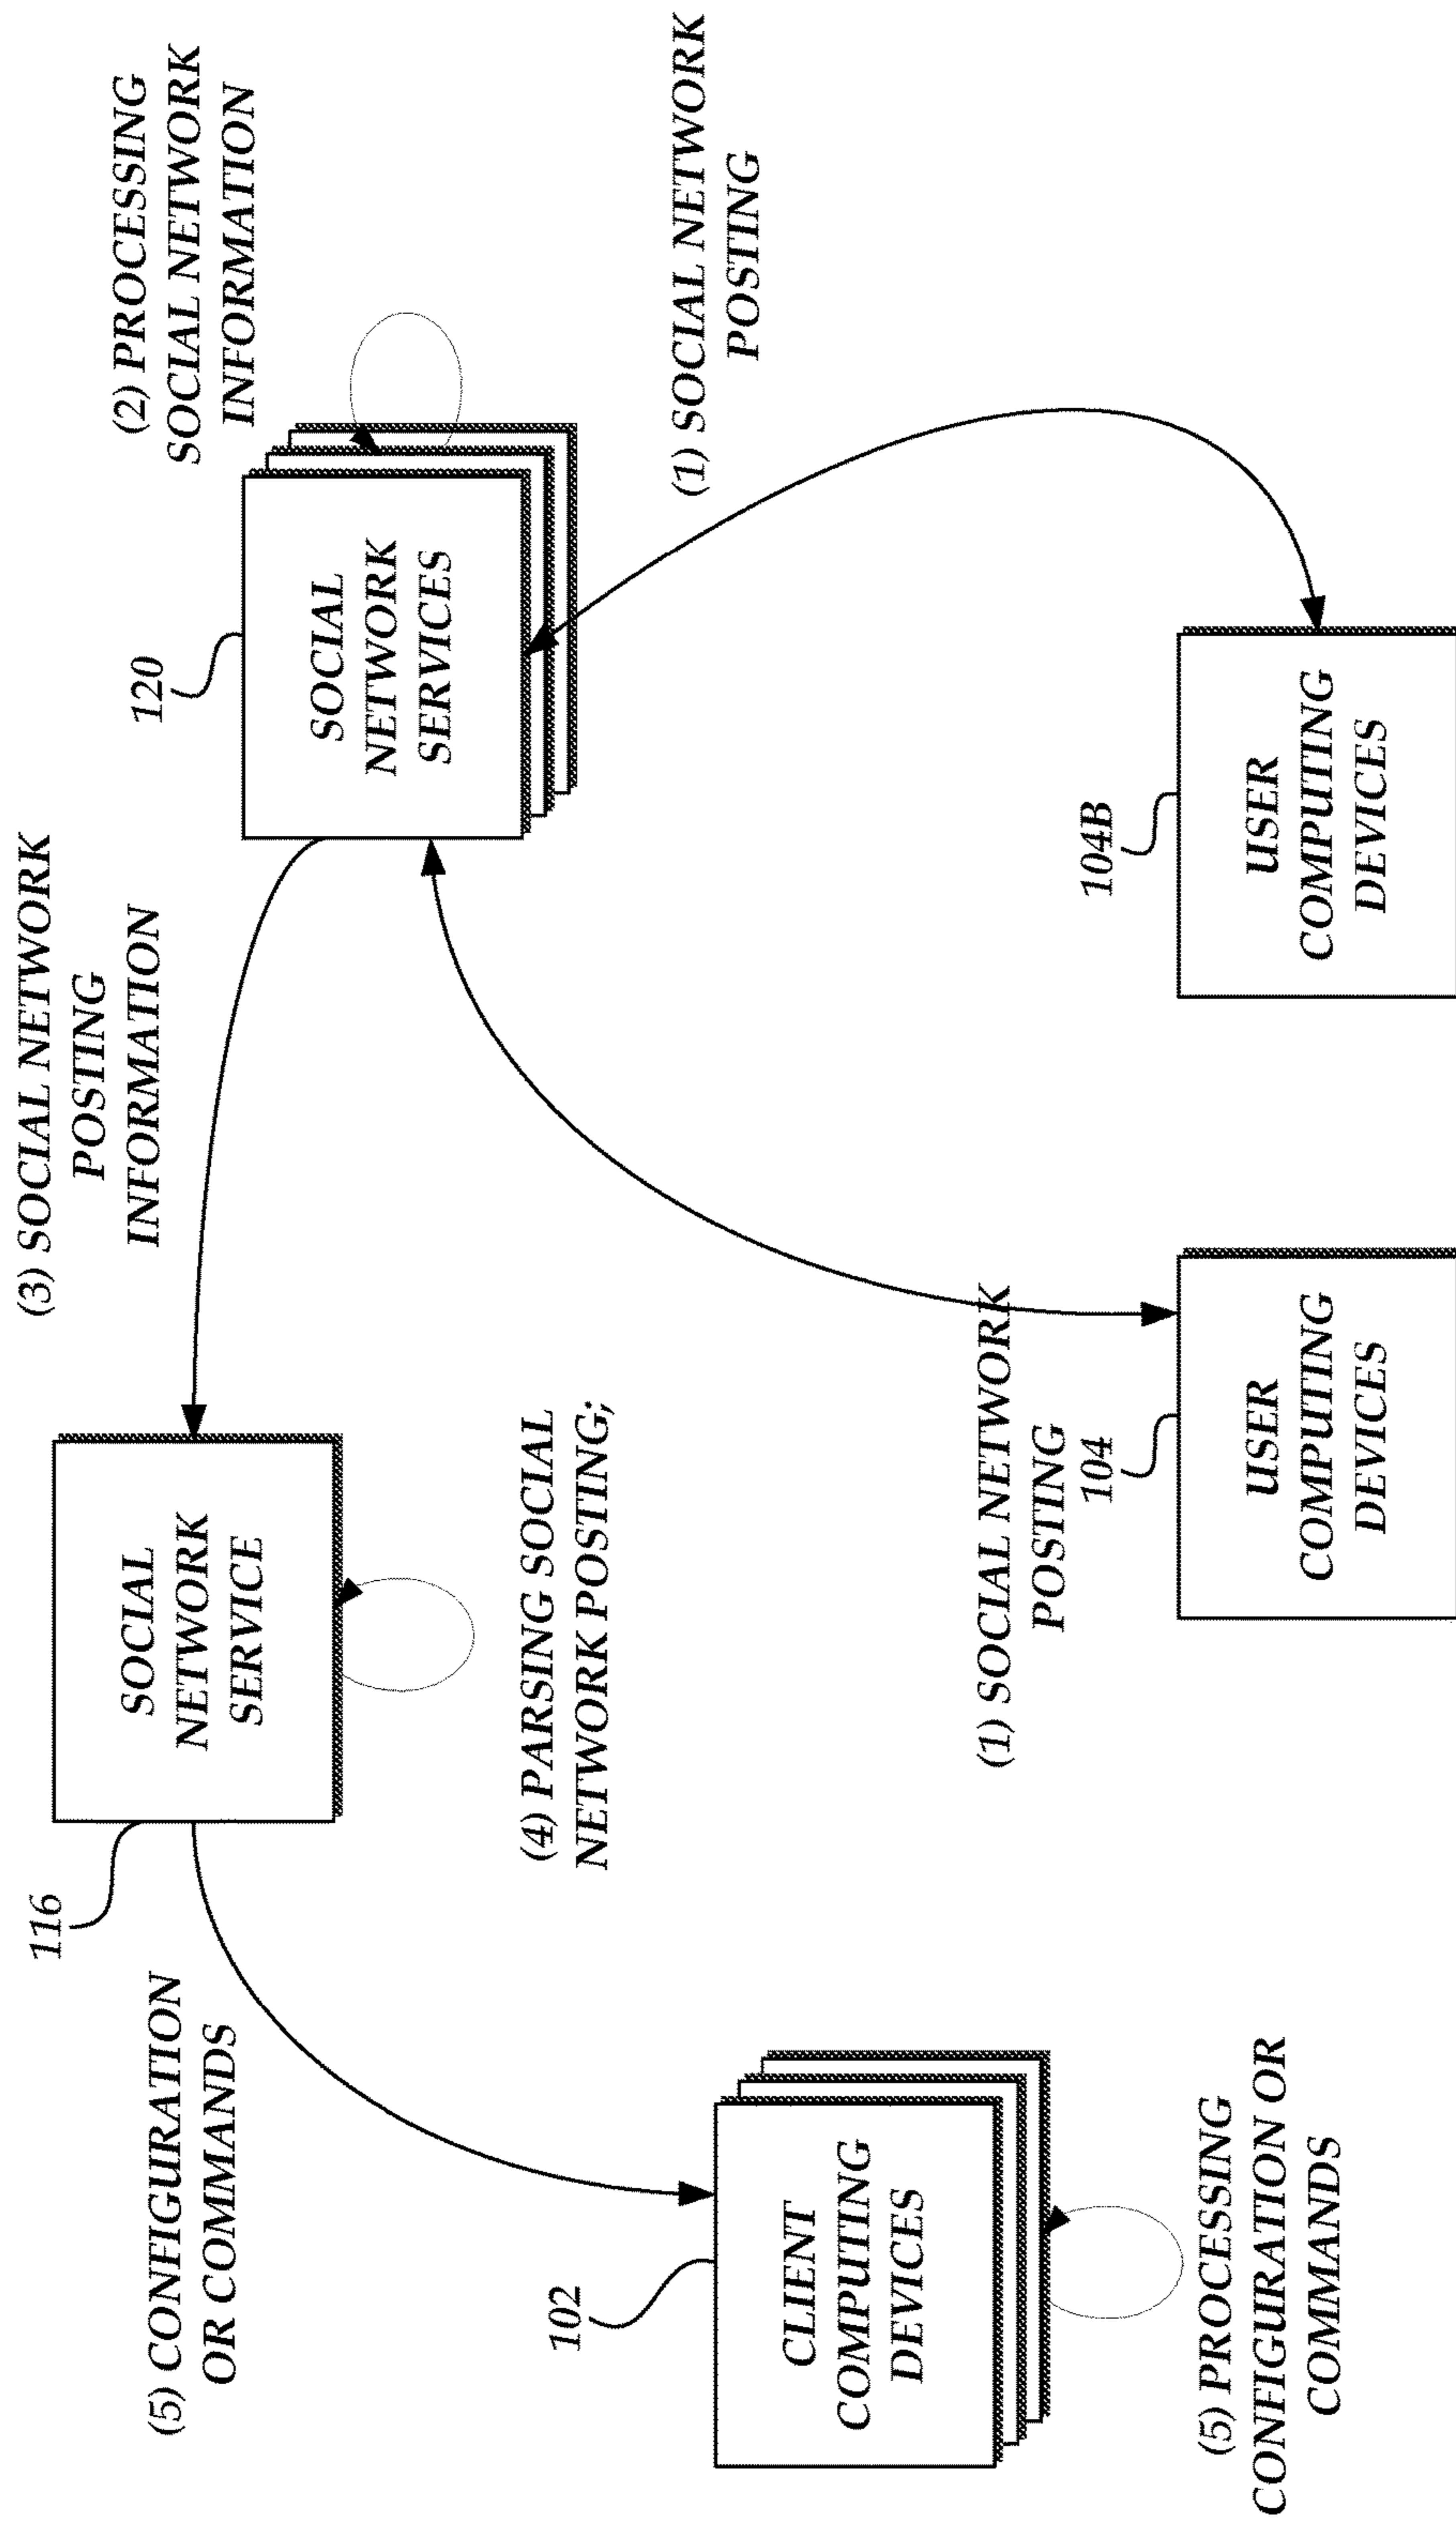 (5) CONFIGURATION
OR COMMANDS
116
SOCIAL
NETWORK
SERVICE
(4) PARSING SOCIAL
NETWORK POSTING;
(3) SOCIAL NETWORK
POSTING
INFORMATION
120
SOCIAL
NETWORK
SERVICES
(2) PROCESSING
SOCIAL NETWORK
INFORMATION
102
CLIENT
COMPUTING
DEVICES
(5) PROCESSING
CONFIGURATION OR
COMMANDS
(1) SOCIAL NETWORK
POSTING
104
USER
COMPUTING
DEVICES
(1) SOCIAL NETWORK
POSTING
104B
USER
COMPUTING
DEVICES